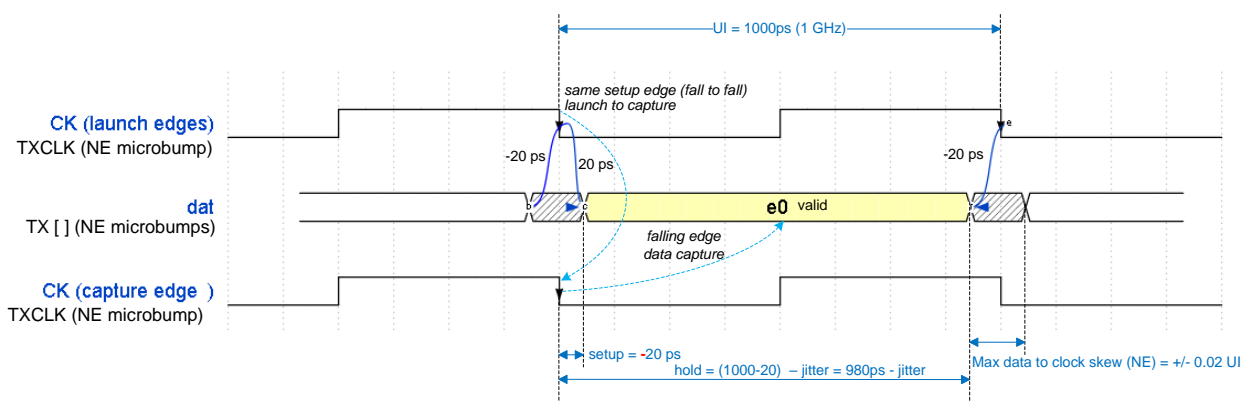 UI = 1000ps (1 GHz)
same setup edge (fall to fall)
launch to capture
CK (launch edges)
TXCLK (NE microbump)
e
-20 ps
20 ps
-20 ps
dat
TX [ ] (NE microbumps)
e0 valid
falling edge
data capture
CK (capture edge )
TXCLK (NE microbump)
setup = -20 ps
Max data to clock skew (NE) = +/- 0.02 UI
hold = (1000-20) – jitter = 980ps - jitter